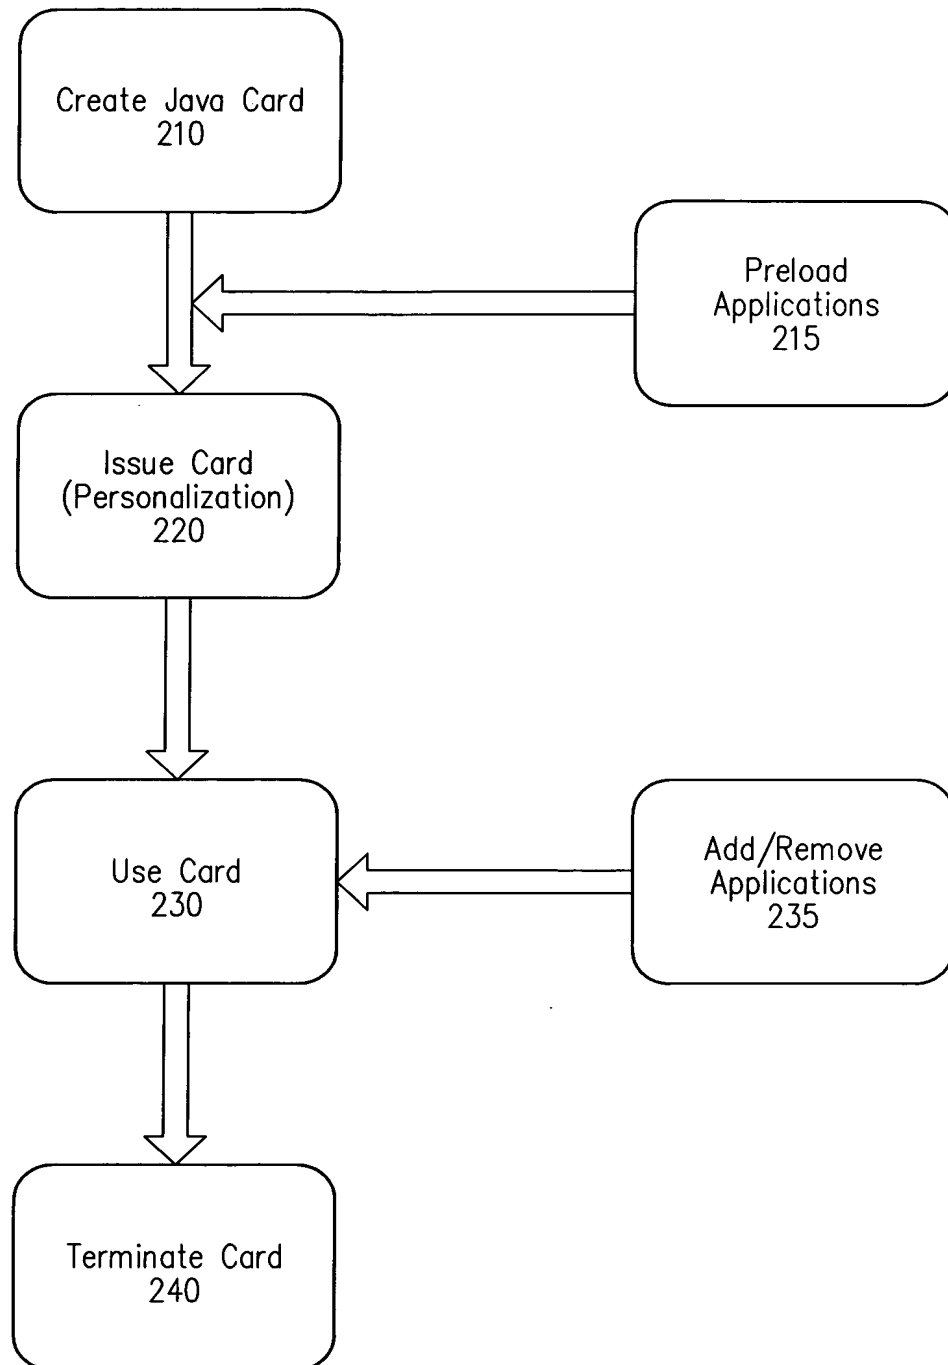 Create Java Card
210
Preload
Applications
215
Issue Card
(Personalization)
220
Use Card
230
Add/Remove
Applications
235
Terminate Card
240